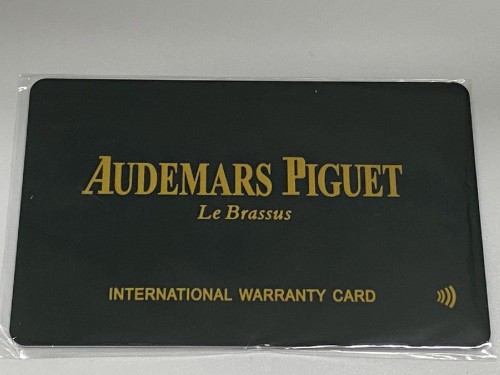 AUDEMARS PIGUET
Le Brassus
INTERNATIONAL WARRANTY CARD